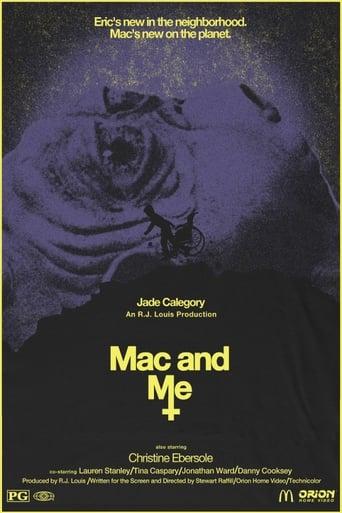 Eric's new in the neighborhood.
Mac's new on the planet.
Jade Calegory
An R.J. Louis Production
Mac and
Me
also starring
Christine Ebersole
co-starring Lauren Stanley/Tina Caspary/Jonathan Ward/Danny Cooksey
Produced by R.J. Louis/Written for the Screen and Directed by Stewart Raffill/Orion Home Video/Technicolor
PG
ORION
HOME VIDEO